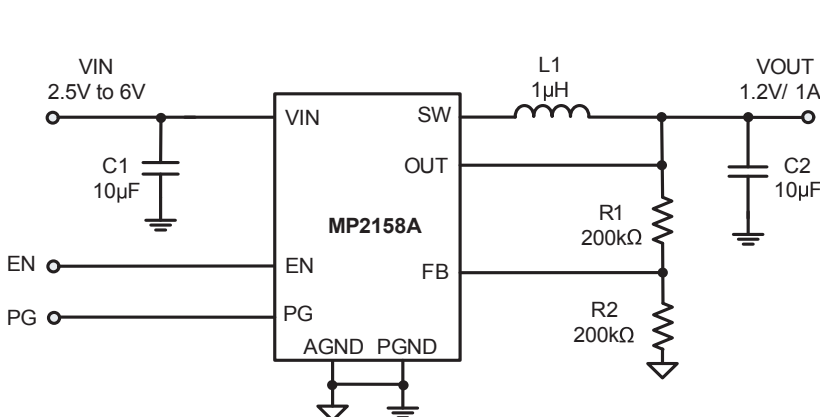 VIN
2.5V to 6V
C1
10µF
EN
PG
VIN
EN
PG
MP2158A
SW
OUT
FB
AGND PGND
L1
1µH
R1
200kΩ
R2
200kΩ
VOUT
1.2V/ 1A
C2
10µF